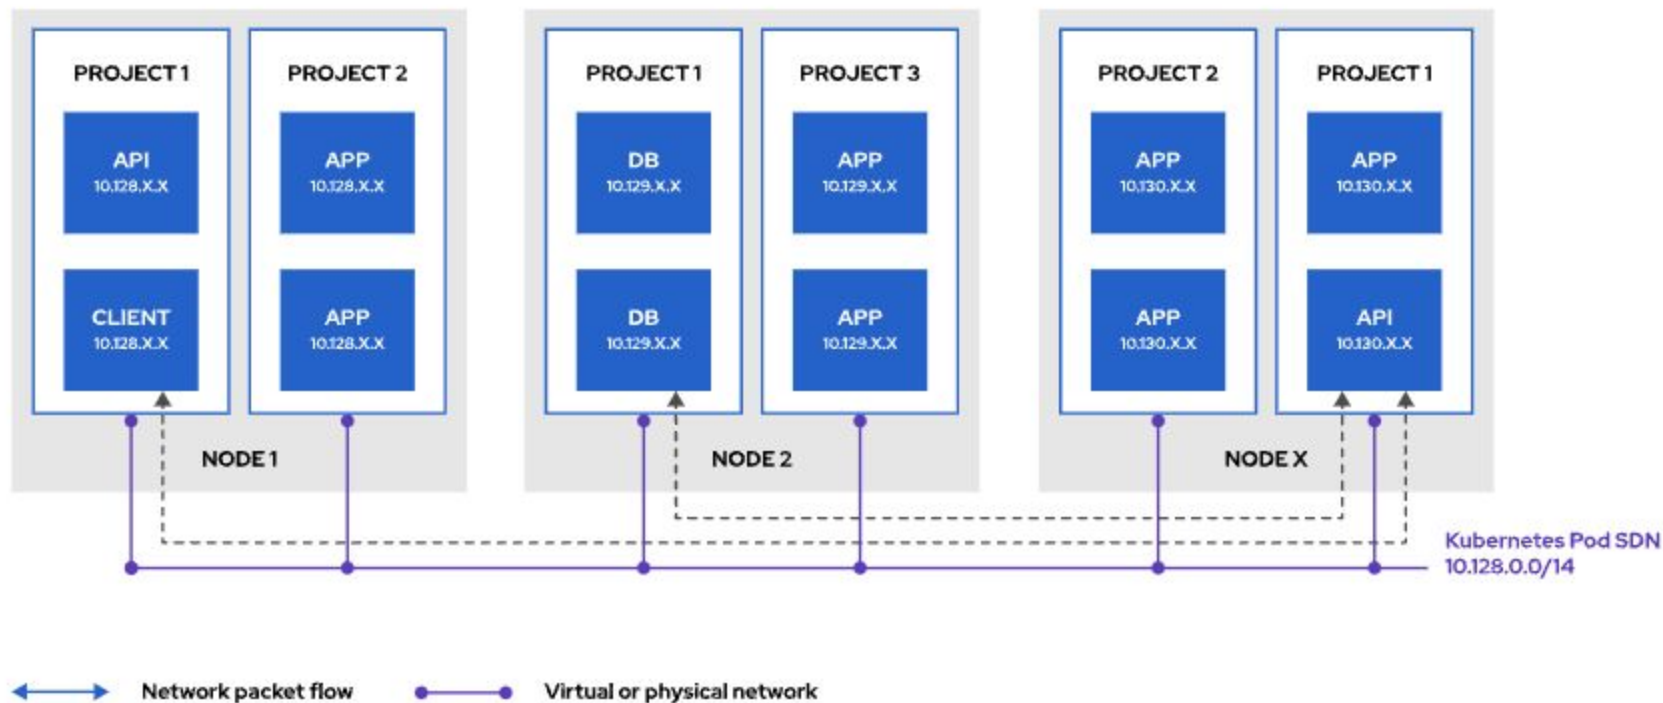 PROJECT 1
API
10.128.X.X
CLIENT
10.128.X.X
PROJECT 2
APP
10.128.X.X
APP
10.128.X.X
NODE 1
PROJECT 1
DB
10.129.X.X
DB
10.129.X.X
PROJECT 3
APP
10.129.X.X
APP
10.129.X.X
NODE 2
PROJECT 2
APP
10.130.X.X
APP
10.130.X.X
PROJECT 1
APP
10.130.X.X
API
10.130.X.X
NODE X
Kubernetes Pod SDN
10.128.0.0/14
Network packet flow
Virtual or physical network